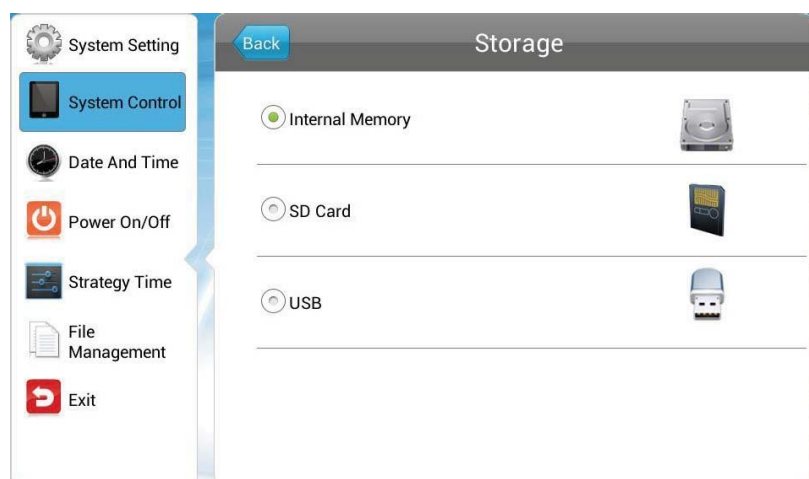 System Setting
System Control
Date And Time
Power On/Off
Strategy Time
File
Management
Exit
Back
Storage
Internal Memory
SD Card
USB